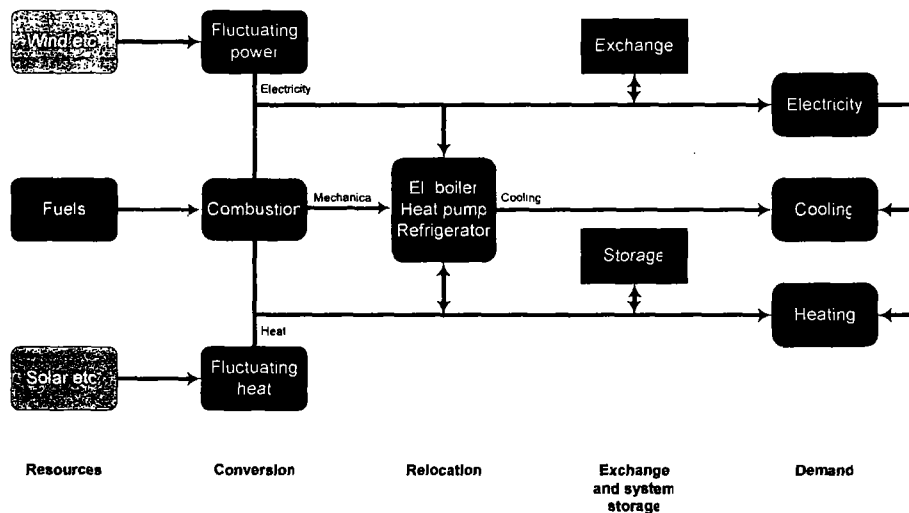 Wind etc
Fluctuating
power
Exchange
Electricity
Electricity
Fuels
Combustion
Mechanica
El boiler
Heat pump
Refrigerator
Cooling
Cooling
Storage
Heating
Heat
Solar etc
Fluctuating
heat
Resources
Conversion
Relocation
Exchange
and system
storage
Demand